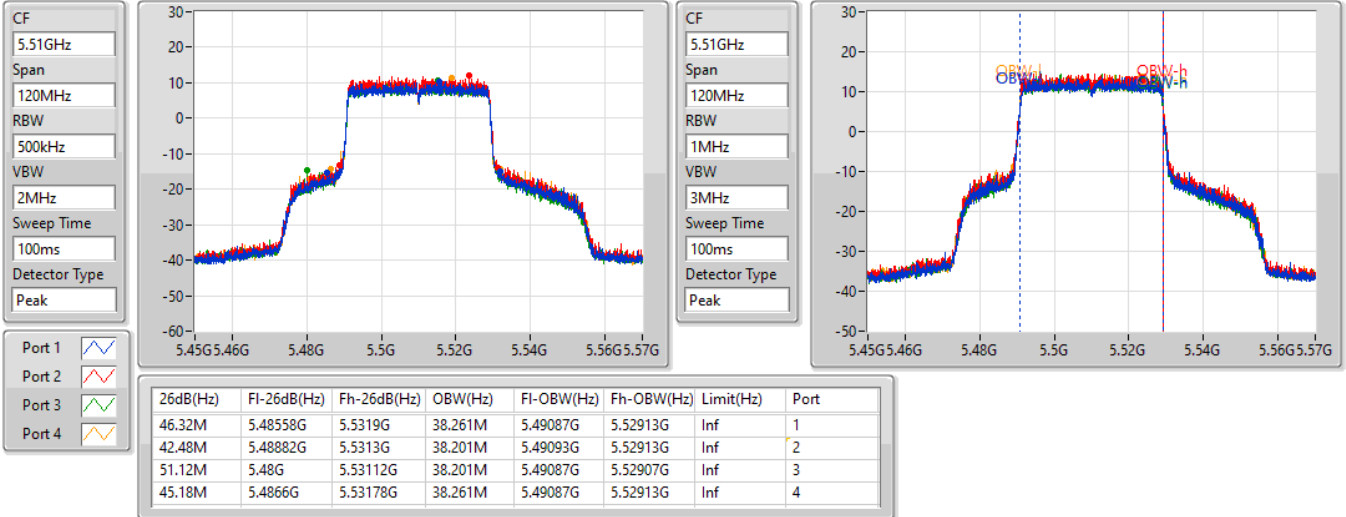 CF
5.51GHz
Span
120MHz
RBW
500kHz
VBW
2MHz
Sweep Time
100ms
Detector Type
Peak
30
20
10
0
-10
-20
-30
-40
-50
-60
5.45G 5.46G 5.48G 5.5G 5.52G 5.54G 5.56G 5.57G
CF
5.51GHz
Span
120MHz
RBW
1MHz
VBW
3MHz
Sweep Time
100ms
Detector Type
Peak
30
20
10
0
-10
-20
-30
-40
-50
OBW-h
OBW-h
5.45G 5.46G 5.48G 5.5G 5.52G 5.54G 5.56G 5.57G
Port 1
Port 2
Port 3
Port 4
26dB(Hz) Fl-26dB(Hz) Fh-26dB(Hz) OBW(Hz) Fl-OBW(Hz) Fh-OBW(Hz) Limit(Hz) Port
46.32M 5.48558G 5.5319G 38.261M 5.49087G 5.52913G Inf 1
42.48M 5.48882G 5.5313G 38.201M 5.49093G 5.52913G Inf 2
51.12M 5.48G 5.53112G 38.201M 5.49087G 5.52907G Inf 3
45.18M 5.4866G 5.53178G 38.261M 5.49087G 5.52913G Inf 4